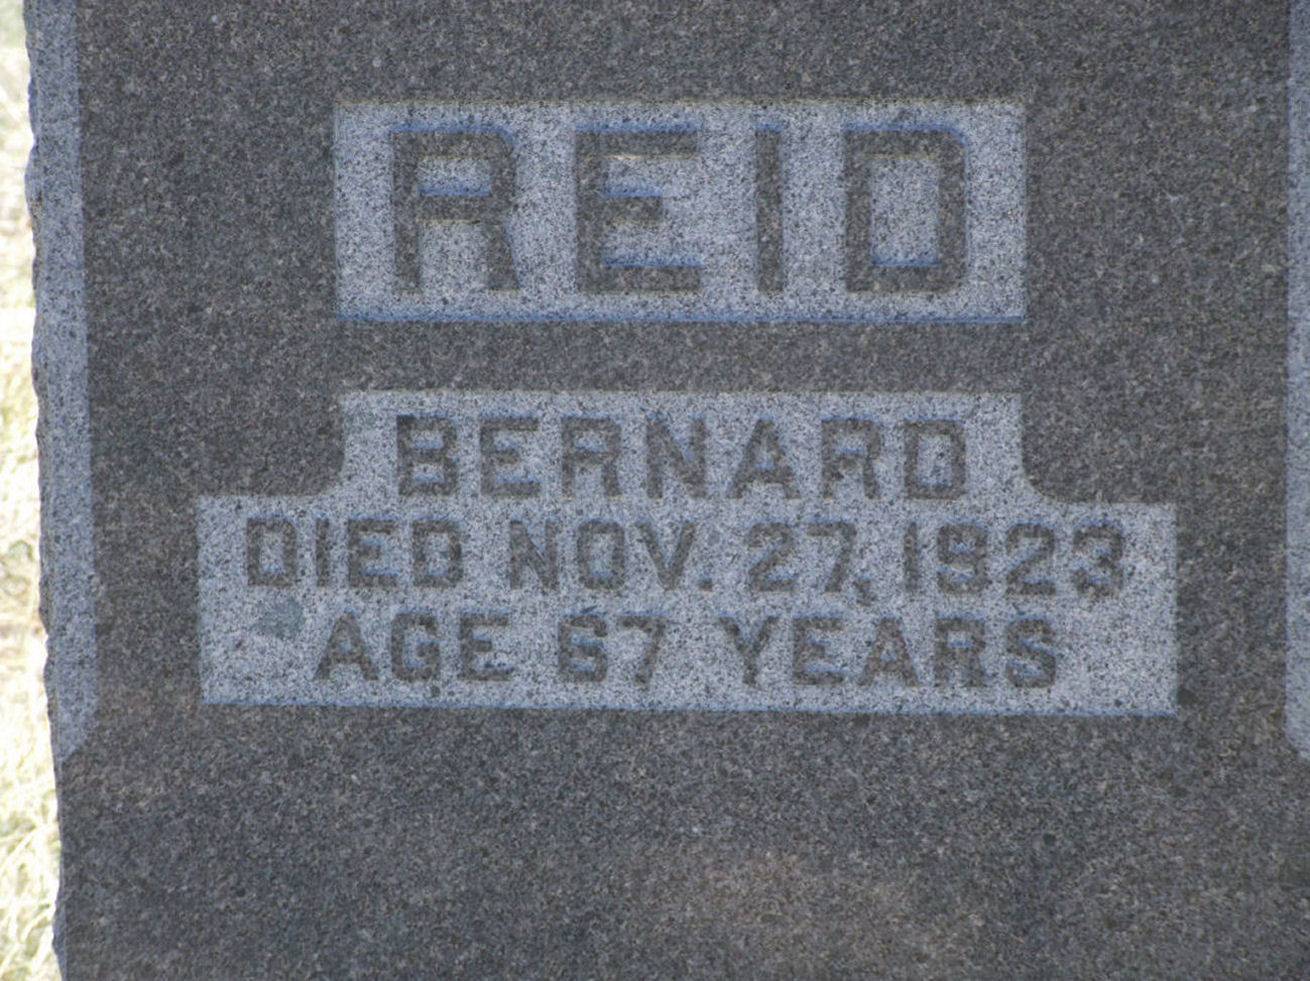 REID
BERNARD
DIED NOV. 27, 1923
AGE 67 YEARS